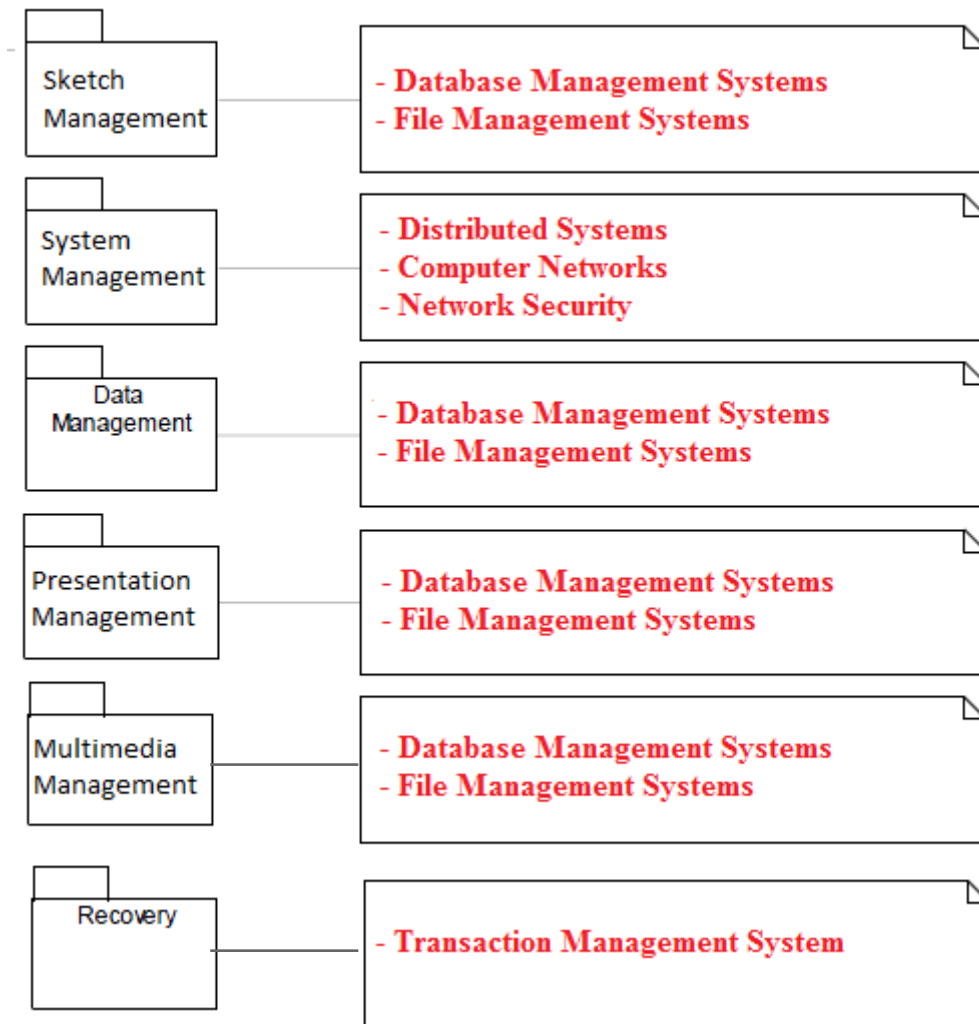 Sketch
Management
- Database Management Systems
- File Management Systems
System
Management
- Distributed Systems
- Computer Networks
- Network Security
Data
Management
- Database Management Systems
- File Management Systems
Presentation
Management
- Database Management Systems
- File Management Systems
Multimedia
Management
- Database Management Systems
- File Management Systems
Recovery
- Transaction Management System